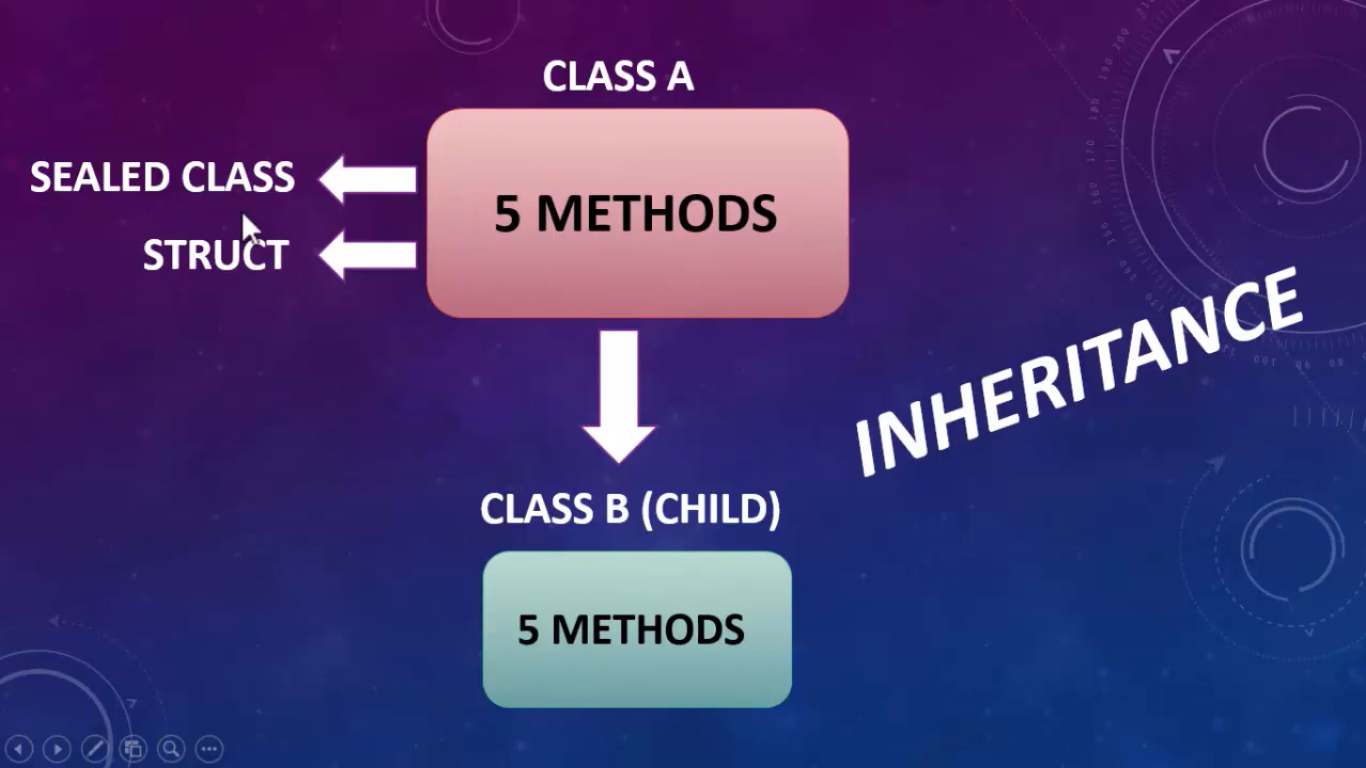 CLASS A
SEALED CLASS
5 METHODS
STRUCT
INHERITANCE
CLASS B (CHILD)
5 METHODS